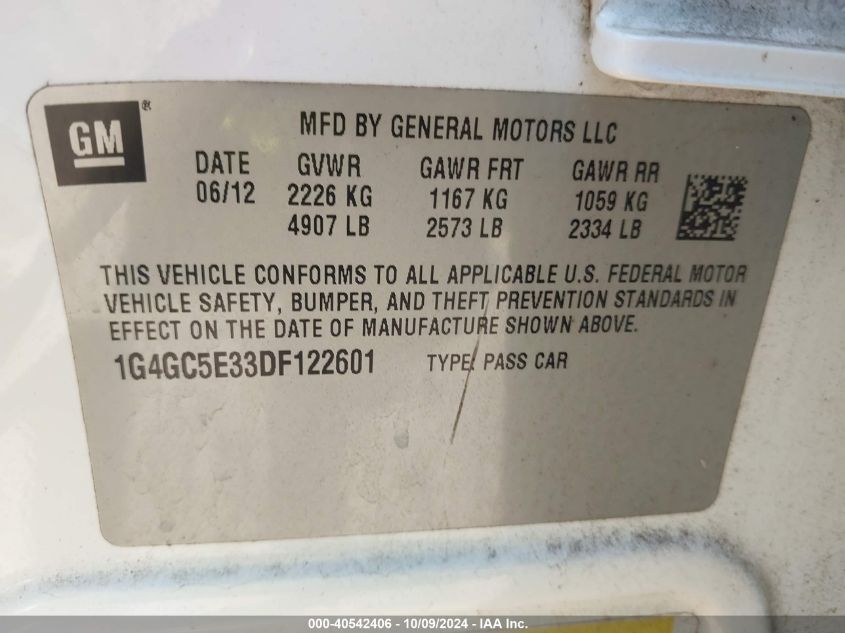 GM ®
MFD BY GENERAL MOTORS LLC
DATE GVWR GAWR FRT GAWR RR
06/12 2226 KG 1167 KG 1059 KG
4907 LB 2573 LB 2334 LB
THIS VEHICLE CONFORMS TO ALL APPLICABLE U.S. FEDERAL MOTOR
VEHICLE SAFETY, BUMPER, AND THEFT PREVENTION STANDARDS IN
EFFECT ON THE DATE OF MANUFACTURE SHOWN ABOVE.
1G4GC5E33DF122601 TYPE: PASS CAR
000-40542406 - 10/09/2024 - IAA Inc.